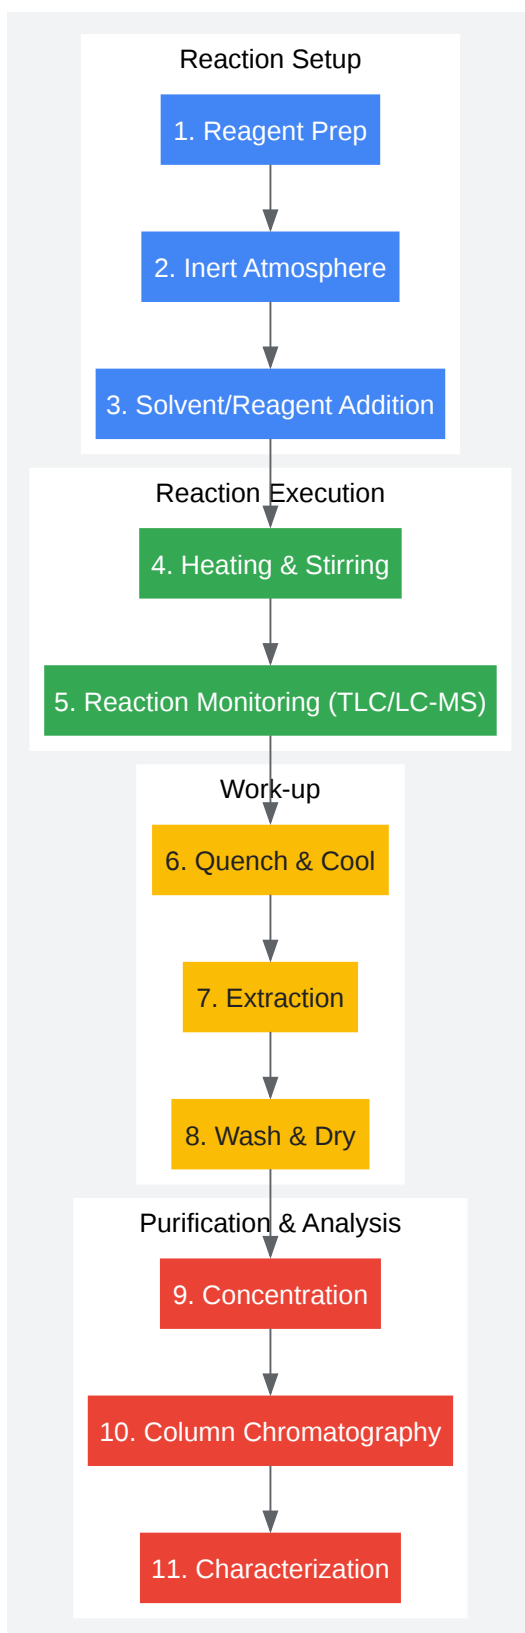 Reaction Setup
1. Reagent Prep
2. Inert Atmosphere
3. Solvent/Reagent Addition
Reaction Execution
4. Heating & Stirring
5. Reaction Monitoring (TLC/LC-MS)
Work-up
6. Quench & Cool
7. Extraction
8. Wash & Dry
Purification & Analysis
9. Concentration
10. Column Chromatography
11. Characterization